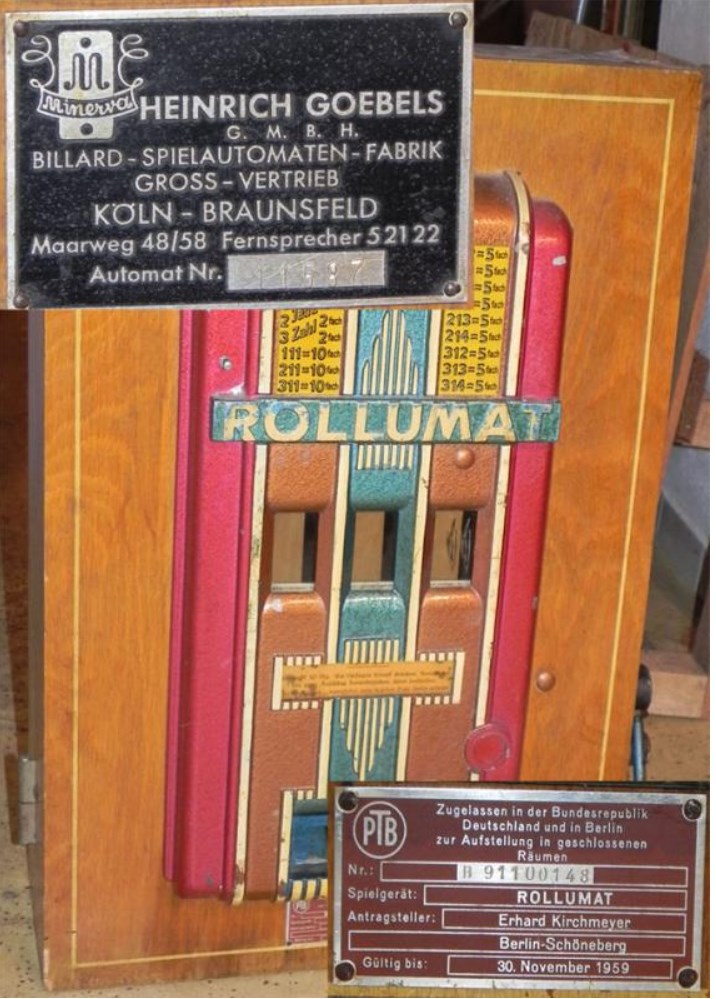 M
Minerva
HEINRICH GOEBELS
G. M. B. H.
BILLARD-SPIELAUTOMATEN-FABRIK
GROSS-VERTRIEB
KÖLN-BRAUNSFELD
Maarweg 48/58 Fernsprecher 52122
Automat Nr.
=5fach
=5fach
=5fach
=5fach
213=5fach
214=5fach
312=5fach
313=5fach
314=5fach
2 2fach
3 Zahl 2fach
111=10fach
211=10fach
311=10fach
ROLLUMAT
PTB
Zugelassen in der Bundesrepublik
Deutschland und in Berlin
zur Aufstellung in geschlossenen
Räumen
Nr.: B 91100148
Spielgerät: ROLLUMAT
Antragsteller: Erhard Kirchmeyer
Berlin-Schöneberg
Gültig bis: 30. November 1959